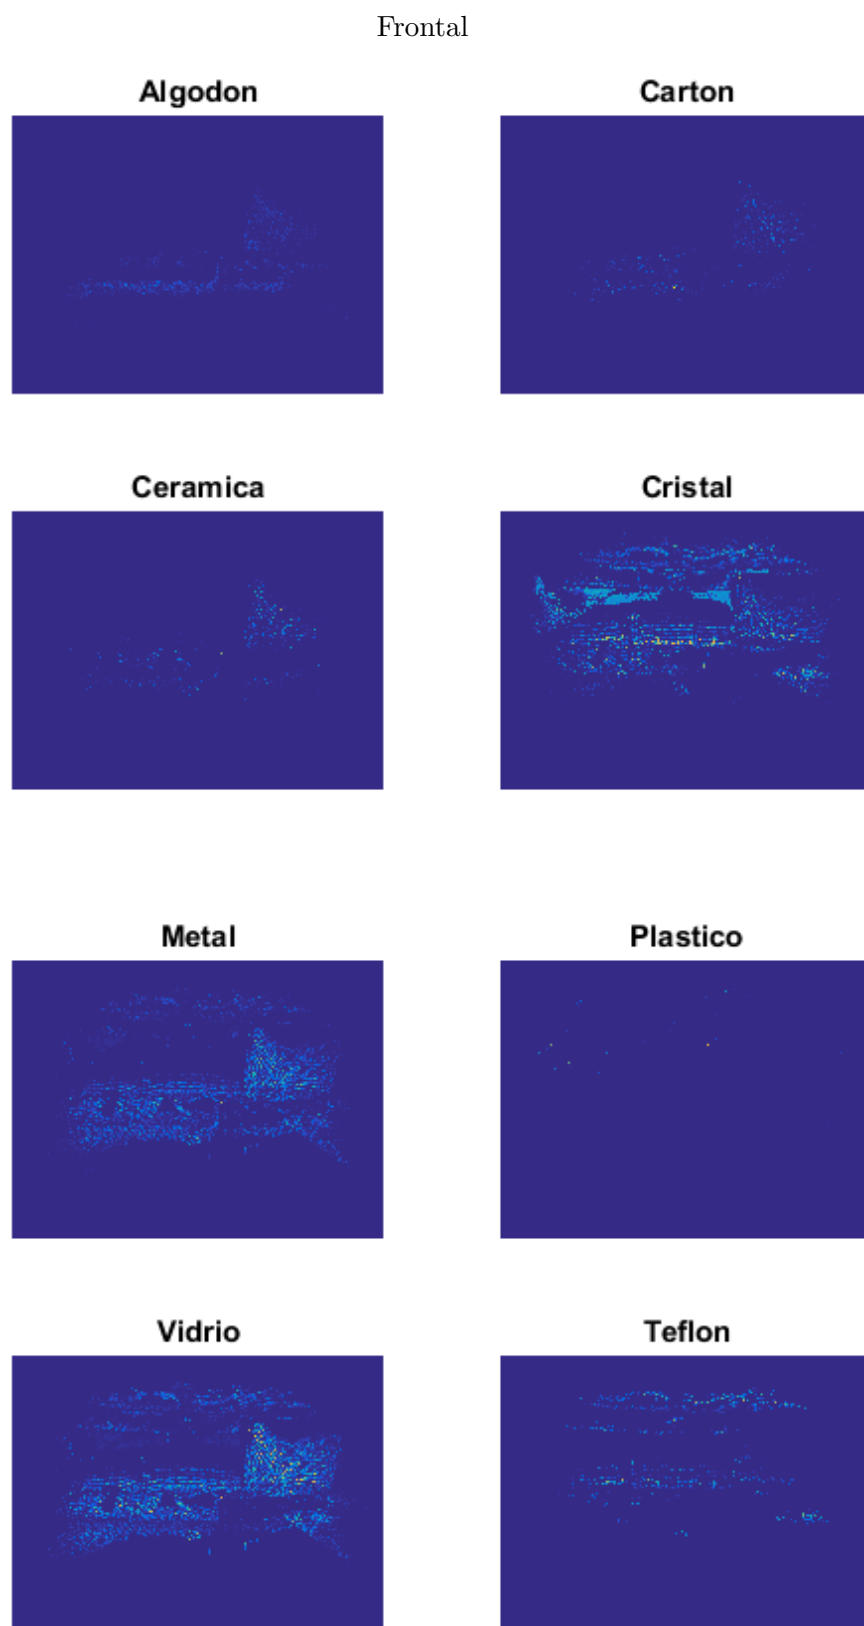 Frontal
Algodon
Carton
Ceramica
Cristal
Metal
Plastico
Vidrio
Teflon